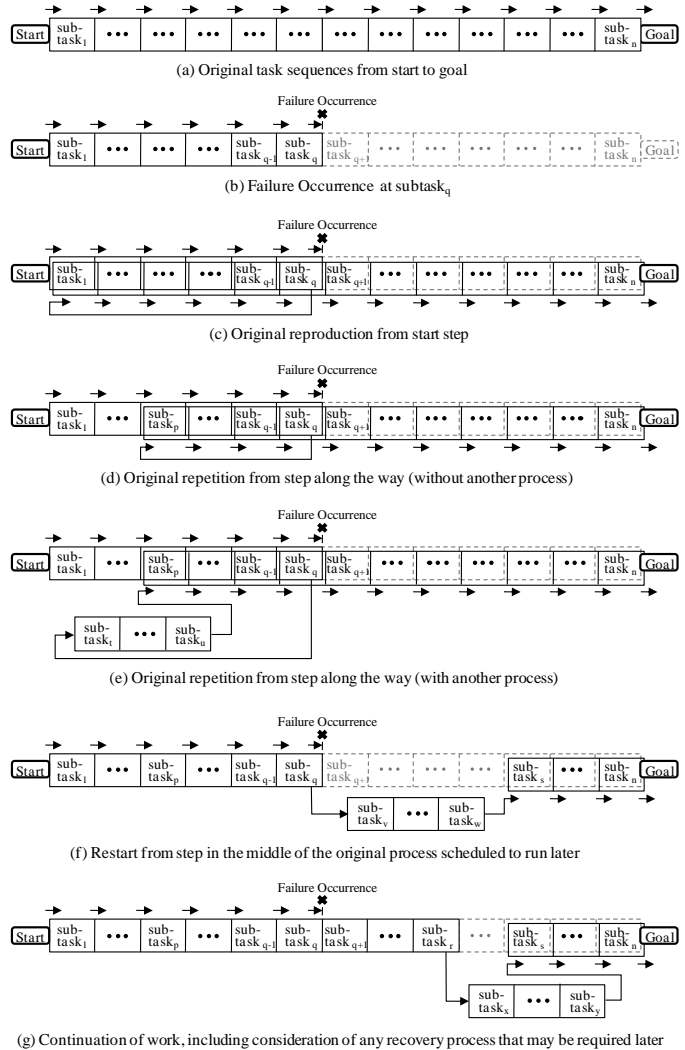 sub- sub-
Start task1 ••• ••• ••• ••• ••• ••• ••• ••• ••• ••• ••• taskn Goal
(a) Original task sequences from start to goal
Failure Occurrence
sub- sub- sub- sub- sub-
Start task1 ••• ••• ••• taskq-1 taskq taskq+1 ••• ••• ••• ••• ••• taskn Goal
(b) Failure Occurrence at subtaskq
Failure Occurrence
sub- sub- sub- sub- sub-
Start task1 ••• ••• ••• taskq-1 taskq taskq+1 ••• ••• ••• ••• ••• taskn Goal
(c) Original reproduction from start step
Failure Occurrence
sub- sub- sub- sub- sub- sub-
Start task1 ••• taskp ••• taskq-1 taskq taskq+1 ••• ••• ••• ••• ••• taskn Goal
(d) Original repetition from step along the way (without another process)
Failure Occurrence
sub- sub- sub- sub- sub- sub-
Start task1 ••• taskp ••• taskq-1 taskq taskq+1 ••• ••• ••• ••• ••• taskn Goal
sub- sub-
taskt ••• tasku
(e) Original repetition from step along the way (with another process)
Failure Occurrence
sub- sub- sub- sub- sub- sub- sub-
Start task1 ••• taskp ••• taskq-1 taskq taskq+1 ••• ••• ••• tasks ••• taskn Goal
sub- sub-
taskv ••• taskw
(f) Restart from step in the middle of the original process scheduled to run later
Failure Occurrence
sub- sub- sub- sub- sub- sub- sub- sub-
Start task1 ••• taskp ••• taskq-1 taskq taskq+1 ••• taskr ••• tasks ••• taskn Goal
sub- sub-
taskx ••• tasky
(g) Continuation of work, including consideration of any recovery process that may be required later